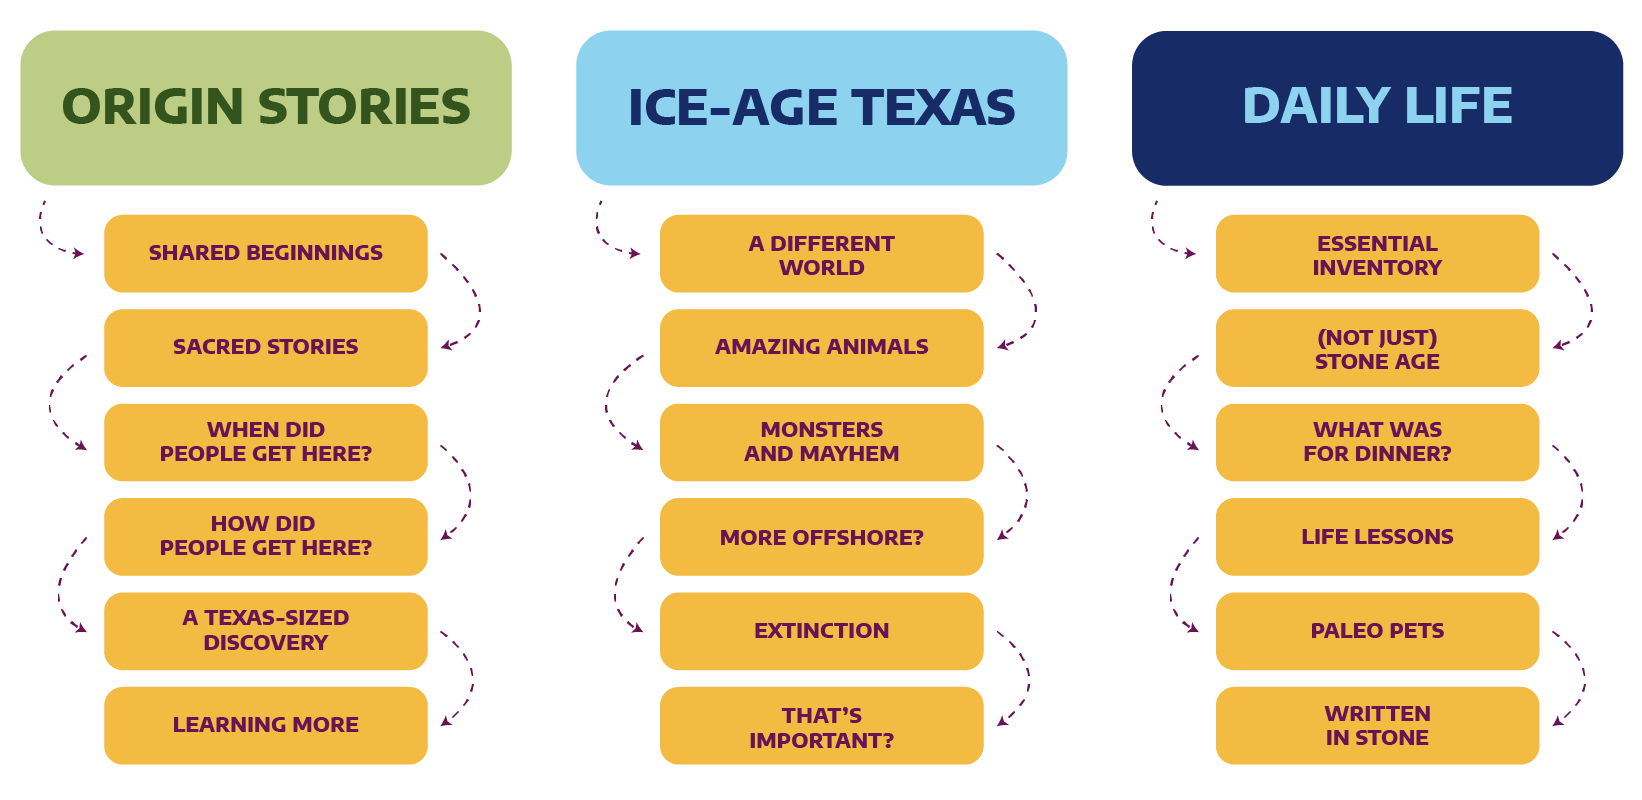 ORIGIN STORIES
SHARED BEGINNINGS
SACRED STORIES
WHEN DID
PEOPLE GET HERE?
HOW DID
PEOPLE GET HERE?
A TEXAS-SIZED
DISCOVERY
LEARNING MORE
ICE-AGE TEXAS
A DIFFERENT
WORLD
AMAZING ANIMALS
MONSTERS
AND MAYHEM
MORE OFFSHORE?
EXTINCTION
THAT’S
IMPORTANT?
DAILY LIFE
ESSENTIAL
INVENTORY
(NOT JUST)
STONE AGE
WHAT WAS
FOR DINNER?
LIFE LESSONS
PALEO PETS
WRITTEN
IN STONE